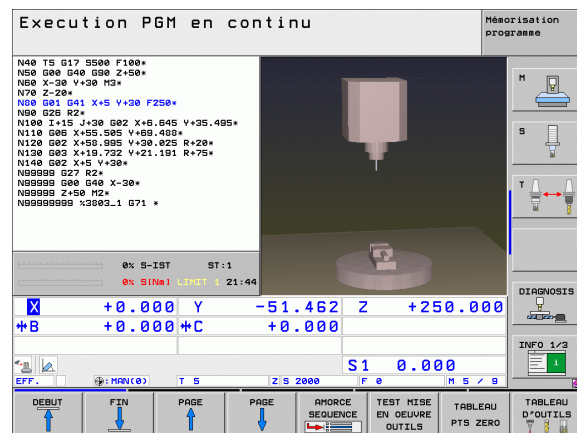 Execution PGM en continu
Mémorisation
programme
N40 T5 G17 S500 F100*
N50 G00 G40 G90 Z+50*
N60 X-30 Y+30 M3*
N70 Z-20*
N80 G01 G41 X+5 Y+30 F250*
N90 G26 R2*
N100 I+15 J+30 G02 X+6.645 Y+35.495*
N110 G06 X+55.505 Y+69.488*
N120 G02 X+58.995 Y+30.025 R+20*
N130 G03 X+19.732 Y+21.191 R+75*
N140 G02 X+5 Y+30*
N99999 G27 R2*
N99999 G00 G40 X-30*
N99999 Z+50 M2*
N99999999 %3803_1 G71 *
0% S-IST ST:1
0% S[Nm] LIMIT 1 21:44
X +0.000 Y -51.462 Z +250.000
B +0.000 C +0.000
S1 0.000
EFF. : MAN(0) T 5 Z S 2000 F 0 M 5 / 9
M
S
T
DIAGNOSIS
INFO 1/3
DEBUT
FIN
PAGE
PAGE
AMORCE
SEQUENCE
TEST MISE
EN OEUVRE
OUTILS
TABLEAU
PTS ZERO
TABLEAU
D'OUTILS